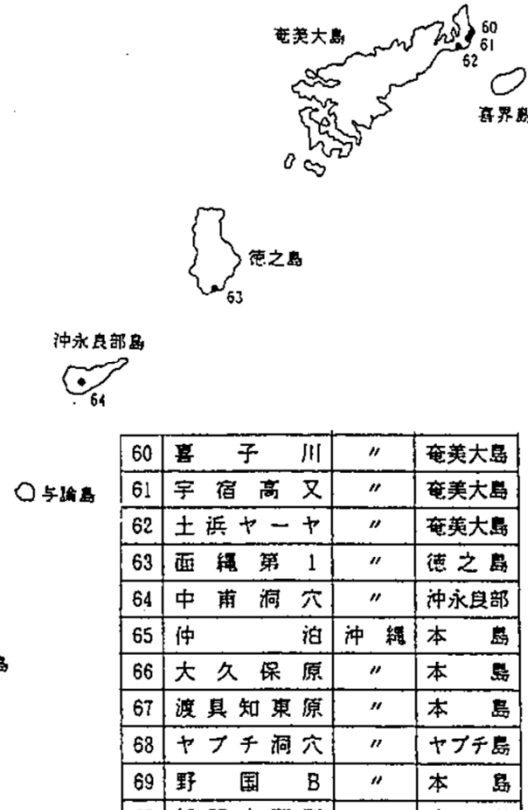 奄美大島
60
61
62
喜界島
徳之島
63
沖永良部島
64
与論島
島
60 喜子川 〃 奄美大島
61 宇宿高又 〃 奄美大島
62 土浜ヤーヤ 〃 奄美大島
63 面縄第1 〃 徳之島
64 中甫洞穴 〃 沖永良部
65 仲泊 沖縄 本島
66 大久保原 〃 本島
67 渡具知東原 〃 本島
68 ヤブチ洞穴 〃 ヤブチ島
69 野国B 〃 本島